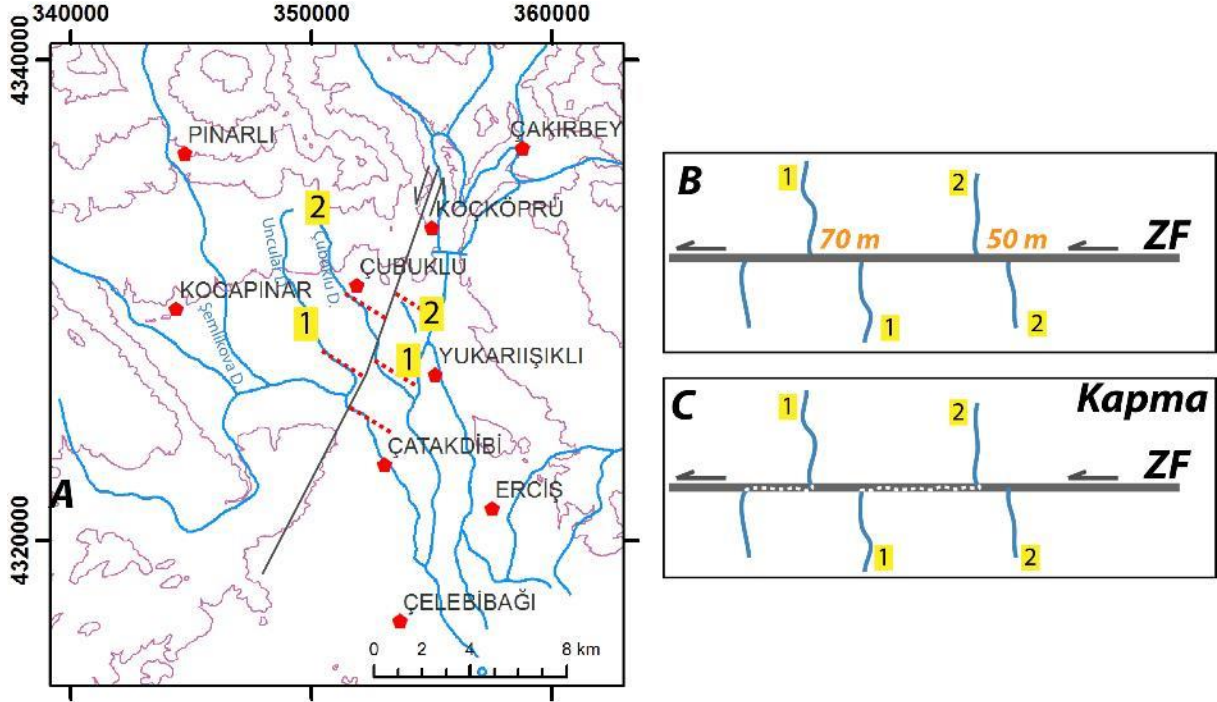 340000 350000 360000
4340000
ÇAKIRBEY
PINARLI
2
KOÇKÖPRÜ
Uncular D.
Çubuklu D.
ÇUBUKLU
KOCAPINAR
2
1
Şemlikova D.
1
YUKARIIŞIKLI
ÇATAKDİBİ
A
ERCİŞ
4320000
ÇELEBİBAĞI
0 2 4 8 km
B
1
2
70 m
50 m
ZF
1
2
C
Kapma
1
2
ZF
1
2